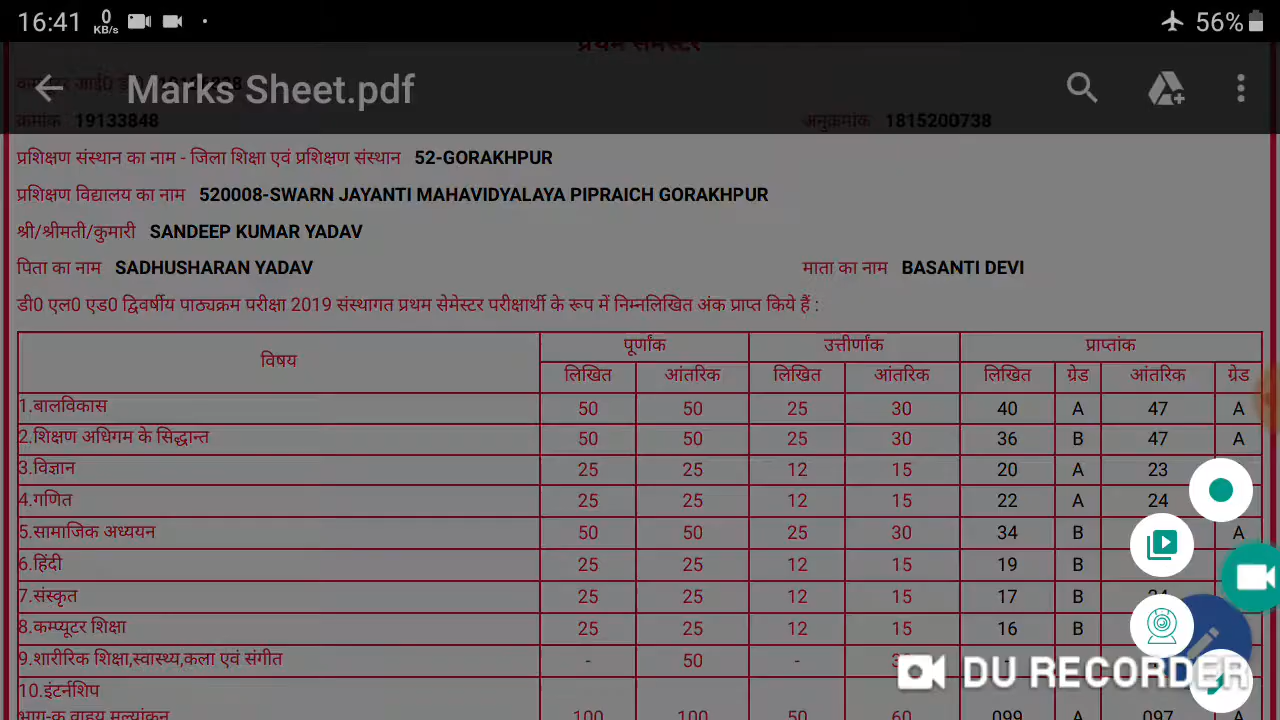 16:41 0 KB/s 56%
प्रथम सेमेस्टर
Marks Sheet.pdf
क्रमांक 19133848 अनुक्रमांक 1815200738
प्रशिक्षण संस्थान का नाम - जिला शिक्षा एवं प्रशिक्षण संस्थान 52-GORAKHPUR
प्रशिक्षण विद्यालय का नाम 520008-SWARN JAYANTI MAHAVIDYALAYA PIPRAICH GORAKHPUR
श्री/श्रीमती/कुमारी SANDEEP KUMAR YADAV
पिता का नाम SADHUSHARAN YADAV माता का नाम BASANTI DEVI
डी0 एल0 एड0 द्विवर्षीय पाठ्यक्रम परीक्षा 2019 संस्थागत प्रथम सेमेस्टर परीक्षार्थी के रूप में निम्नलिखित अंक प्राप्त किये हैं :
विषय पूर्णांक उत्तीर्णांक प्राप्तांक
लिखित आंतरिक लिखित आंतरिक लिखित ग्रेड आंतरिक ग्रेड
1.बालविकास 50 50 25 30 40 A 47 A
2.शिक्षण अधिगम के सिद्धान्त 50 50 25 30 36 B 47 A
3.विज्ञान 25 25 12 15 20 A 23
4.गणित 25 25 12 15 22 A 24
5.सामाजिक अध्ययन 50 50 25 30 34 B A
6.हिंदी 25 25 12 15 19 B
7.संस्कृत 25 25 12 15 17 B
8.कम्प्यूटर शिक्षा 25 25 12 15 16 B
9.शारीरिक शिक्षा,स्वास्थ्य,कला एवं संगीत - 50 - -
10.इंटर्नशिप
भाग-क वाह्य मूल्यांकन 100 100 50 60 099 A 097 A
DU RECORDER